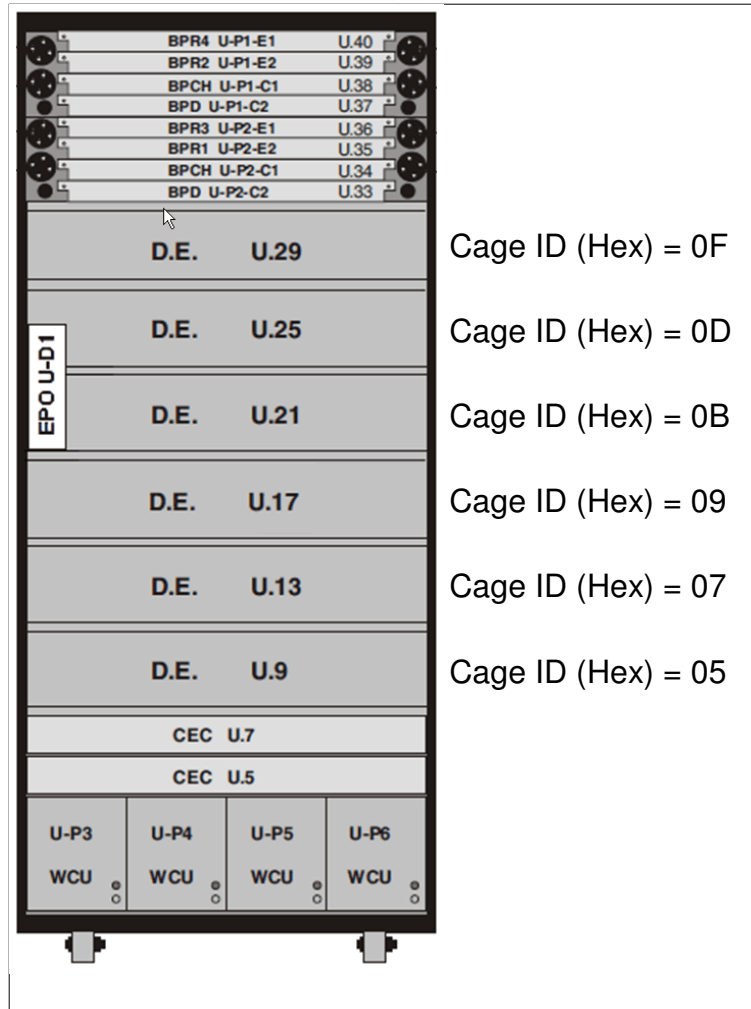 BPR4 U-P1-E1 U.40
BPR2 U-P1-E2 U.39
BPCH U-P1-C1 U.38
BPD U-P1-C2 U.37
BPR3 U-P2-E1 U.36
BPR1 U-P2-E2 U.35
BPCH U-P2-C1 U.34
BPD U-P2-C2 U.33
D.E. U.29 Cage ID (Hex) = 0F
D.E. U.25 Cage ID (Hex) = 0D
EPO U-D1
D.E. U.21 Cage ID (Hex) = 0B
D.E. U.17 Cage ID (Hex) = 09
D.E. U.13 Cage ID (Hex) = 07
D.E. U.9 Cage ID (Hex) = 05
CEC U.7
CEC U.5
U-P3 U-P4 U-P5 U-P6
WCU WCU WCU WCU